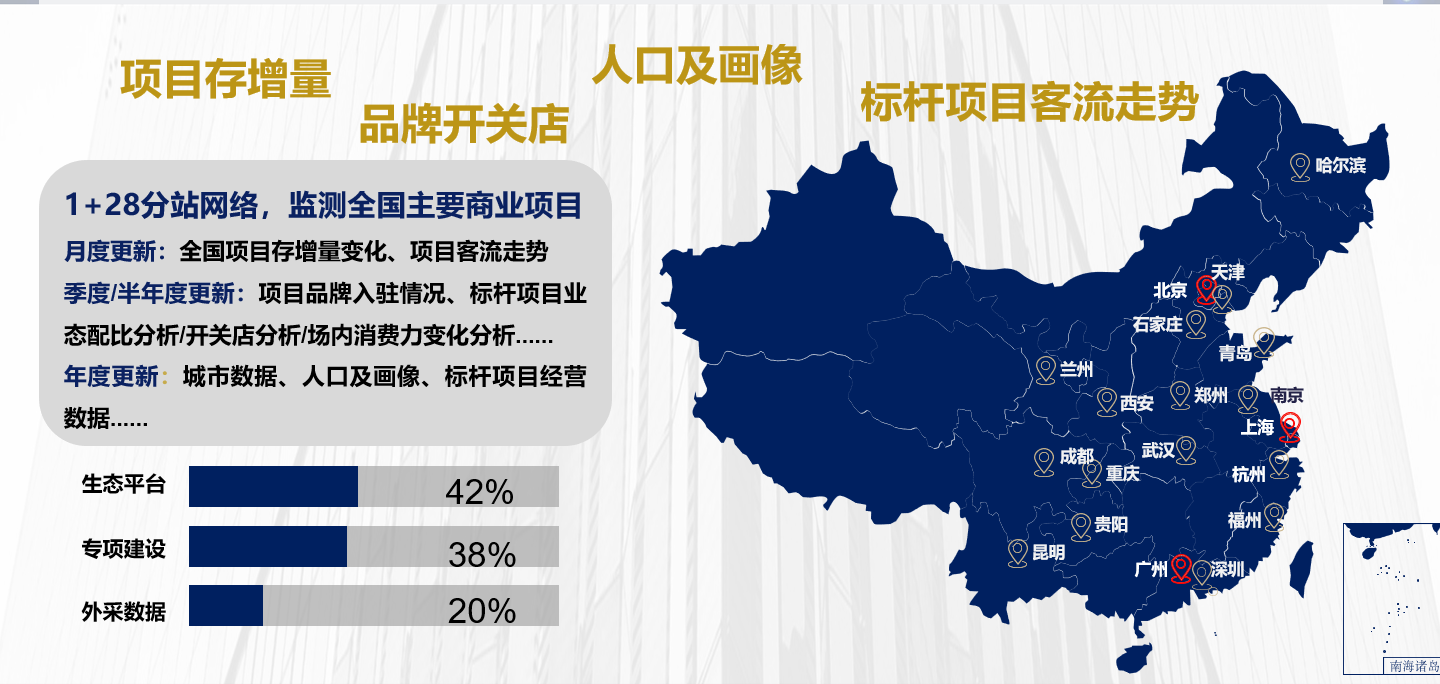 项目存增量
品牌开关店
人口及画像
标杆项目客流走势
1+28分站网络，监测全国主要商业项目
月度更新：全国项目存增量变化、项目客流走势
季度/半年度更新：项目品牌入驻情况、标杆项目业
态配比分析/开关店分析/场内消费力变化分析......
年度更新：城市数据、人口及画像、标杆项目经营
数据......
生态平台 42%
专项建设 38%
外采数据 20%
哈尔滨
天津
北京
石家庄
青岛
兰州
西安
郑州
南京
上海
成都
武汉
重庆
杭州
贵阳
福州
昆明
广州
深圳
南海诸岛